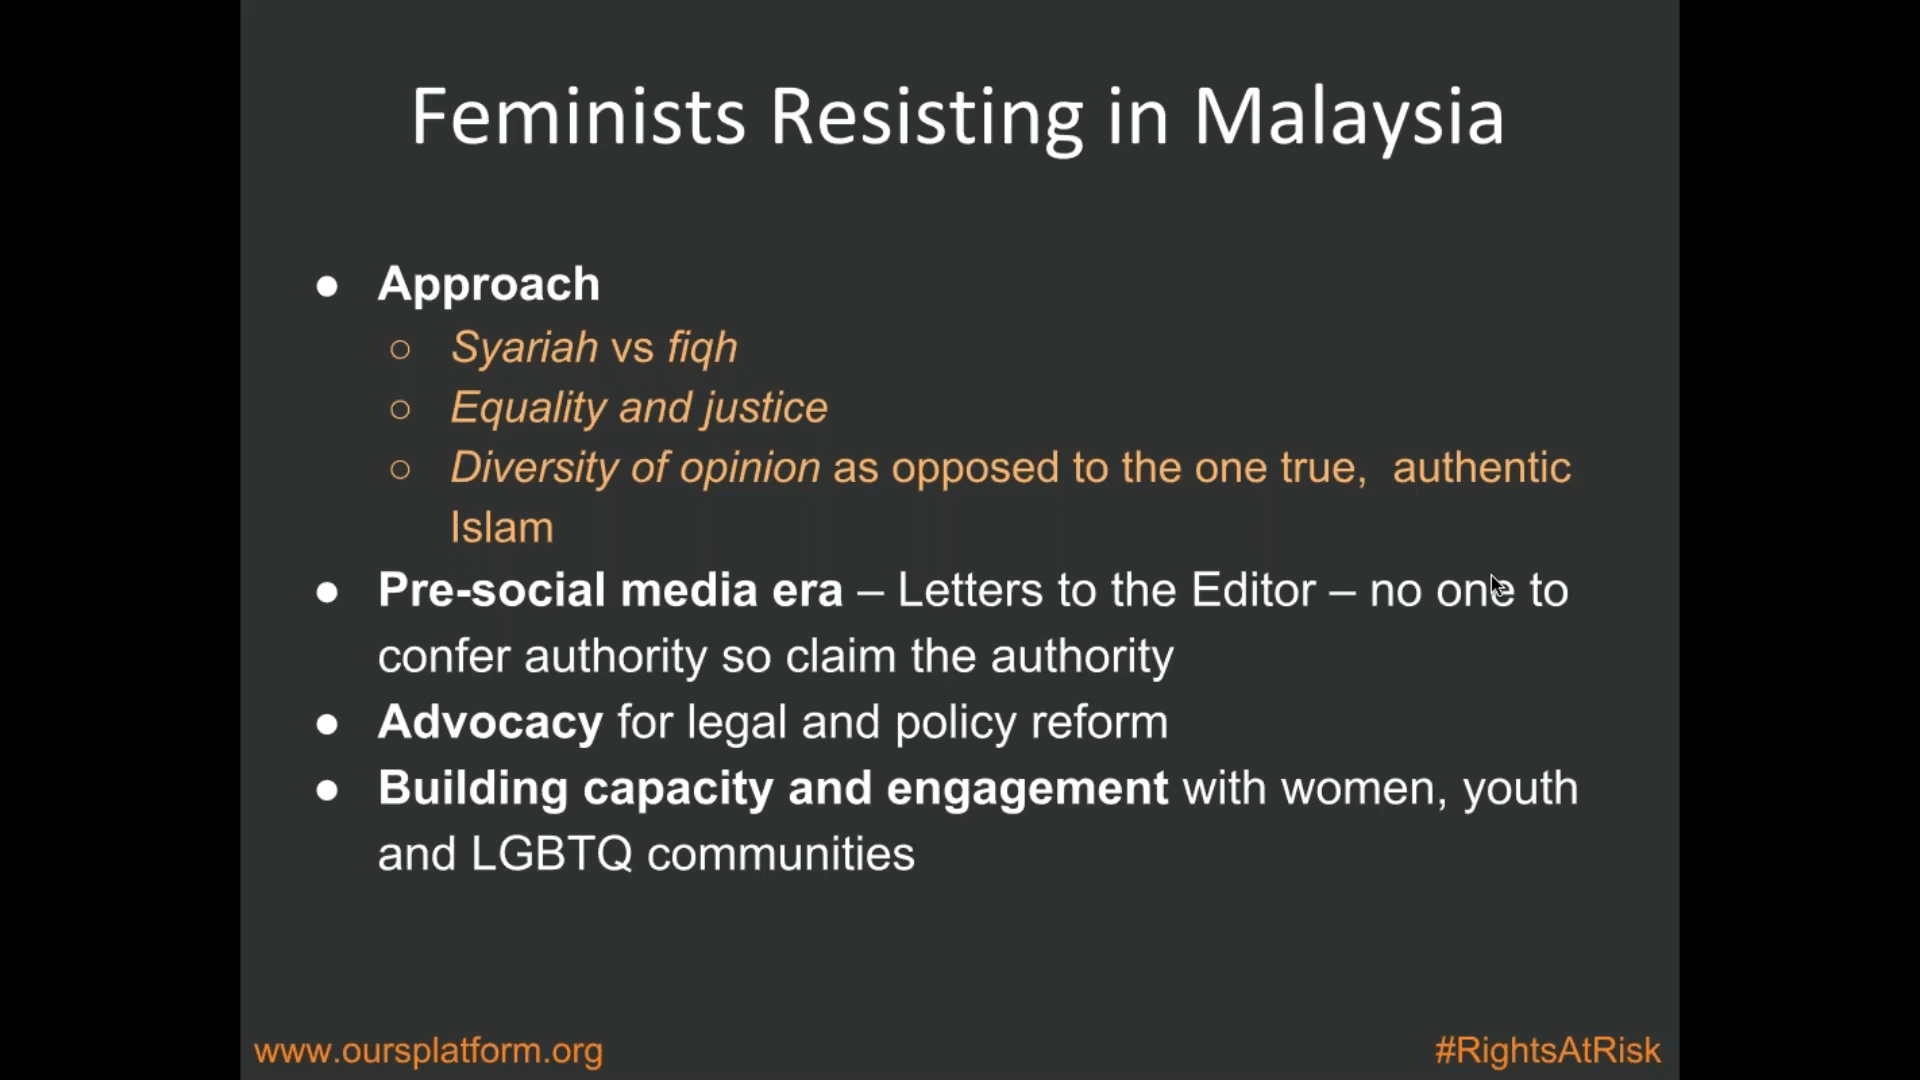 Feminists Resisting in Malaysia
● Approach
○ Syariah vs fiqh
○ Equality and justice
○ Diversity of opinion as opposed to the one true,  authentic
Islam
● Pre-social media era – Letters to the Editor – no one to
confer authority so claim the authority
● Advocacy for legal and policy reform
● Building capacity and engagement with women, youth
and LGBTQ communities
www.oursplatform.org
#RightsAtRisk